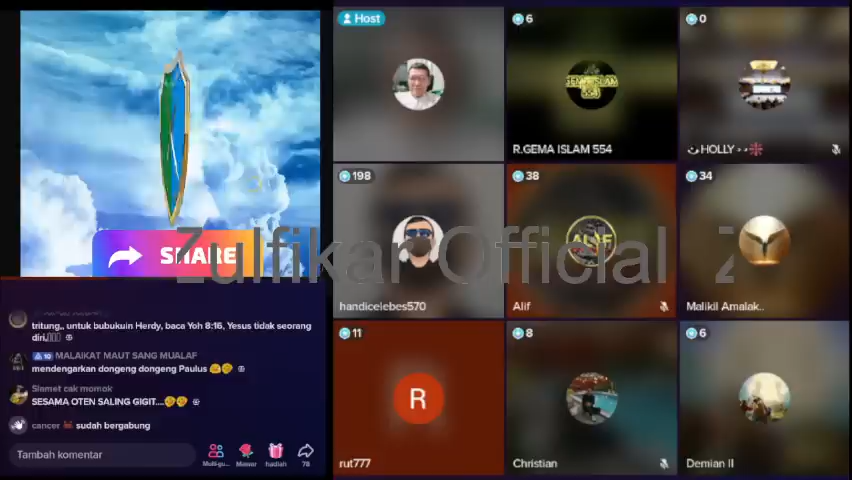 Host
6
0
GEMA ISLAM
R.GEMA ISLAM 554
HOLLY
198
38
34
ALIF
handicelebes570
Alif
Malikil Amalak..
SHARE
Zulfikar Official
11
8
6
R
rut777
Christian
Demian II
tritung,, untuk bubukuin Herdy, baca Yoh 8:16, Yesus tidak seorang
diri,
10 MALAIKAT MAUT SANG MUALAF
mendengarkan dongeng dongeng Paulus
Slamet cak momok
SESAMA OTEN SALING GIGIT....
cancer sudah bergabung
Tambah komentar
Multi-gu...
Mawar
hadiah
78